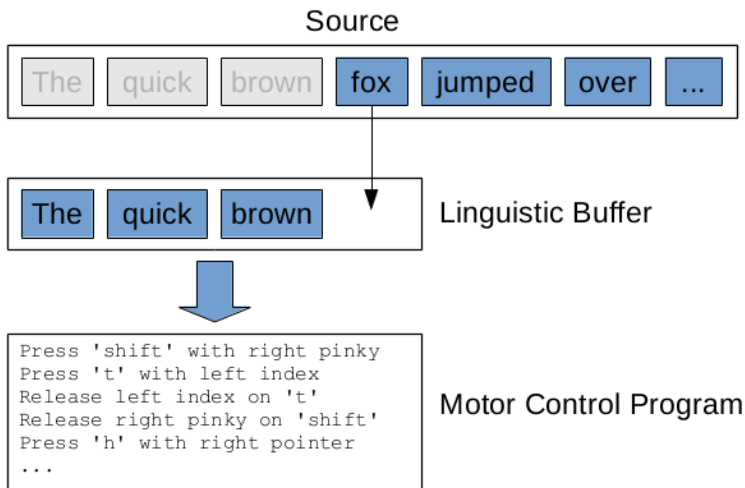 Source
The quick brown fox jumped over ...
The quick brown
Linguistic Buffer
Press 'shift' with right pinky
Press 't' with left index
Release left index on 't'
Release right pinky on 'shift'
Press 'h' with right pointer
...
Motor Control Program